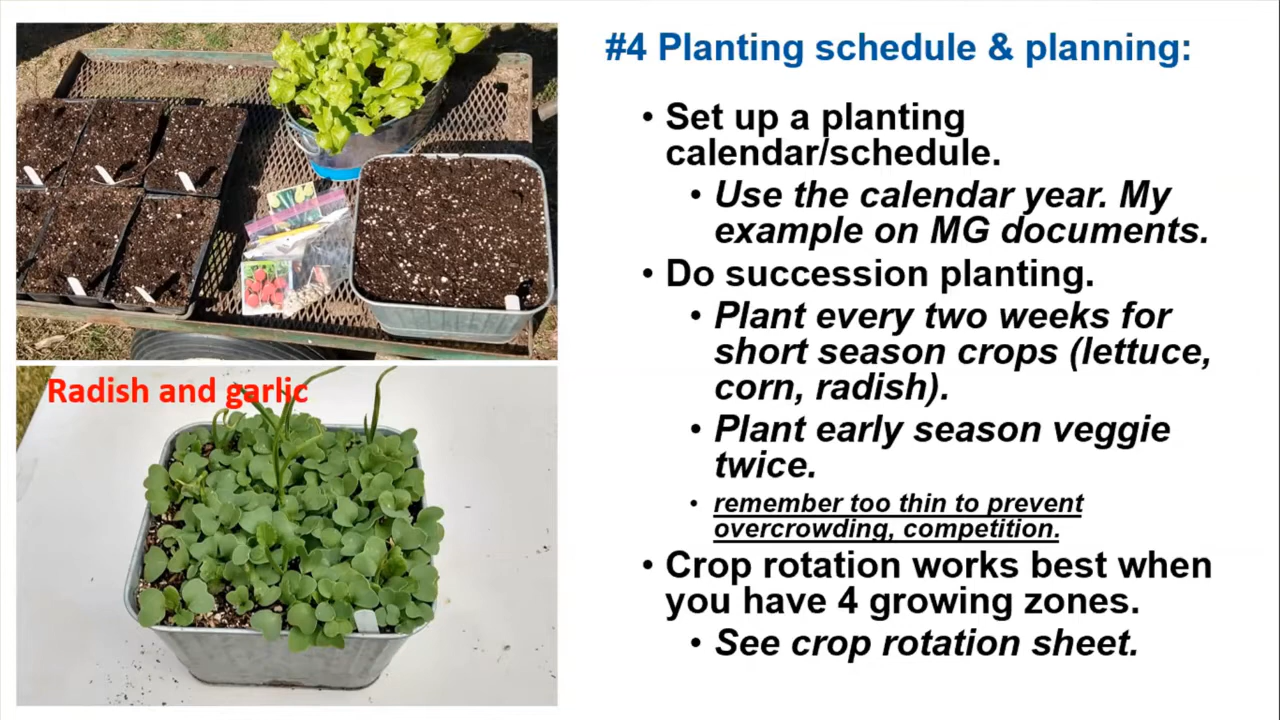 #4 Planting schedule & planning:
• Set up a planting
calendar/schedule.
• Use the calendar year. My
example on MG documents.
• Do succession planting.
• Plant every two weeks for
short season crops (lettuce,
corn, radish).
• Plant early season veggie
twice.
• remember too thin to prevent
overcrowding, competition.
• Crop rotation works best when
you have 4 growing zones.
• See crop rotation sheet.
Radish and garlic